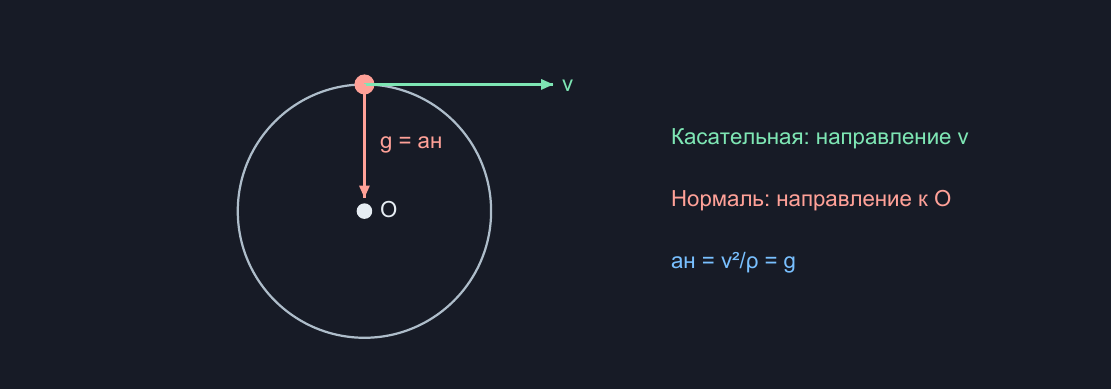 v
g = aн
O
Касательная: направление v
Нормаль: направление к O
aн = v²/ρ = g